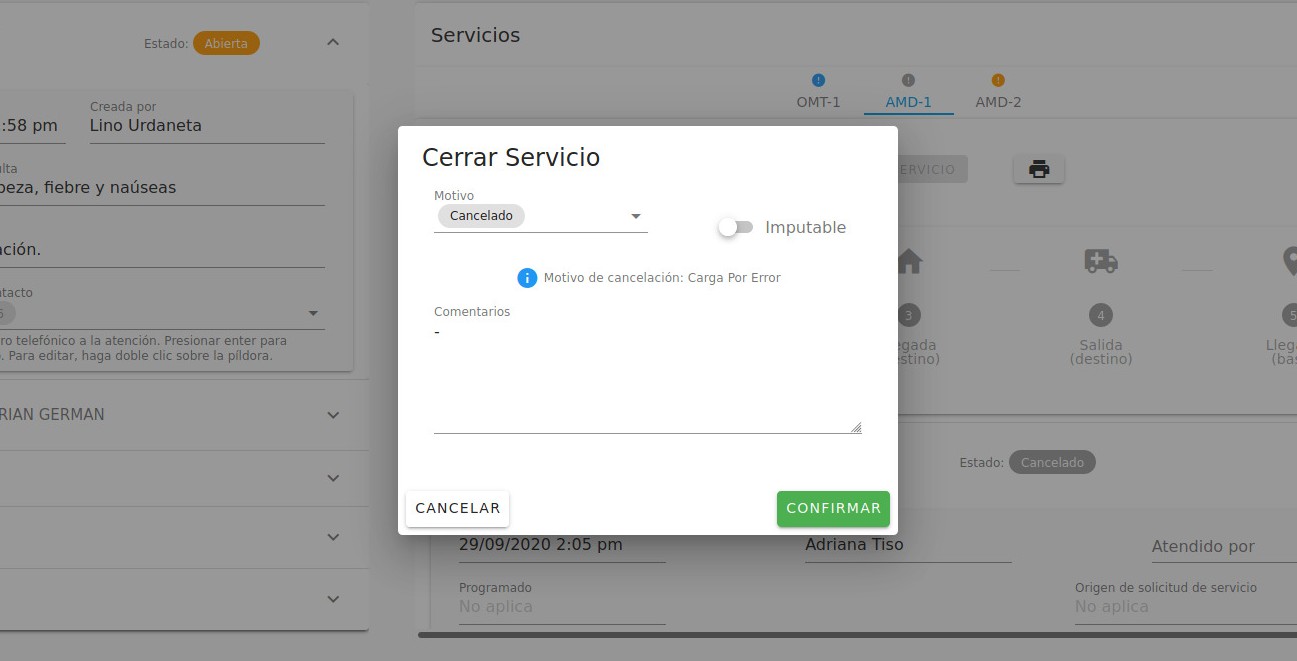 Estado: Abierta
:58 pm
Creada por
Lino Urdaneta
ulta
beza, fiebre y naúseas
ción.
ntacto
ro telefónico a la atención. Presionar enter para
. Para editar, haga doble clic sobre la píldora.
RIAN GERMAN
Servicios
OMT-1
AMD-1
AMD-2
ERVICIO
3
egada
estino)
4
Salida
(destino)
5
Lleg
(bas
Cerrar Servicio
Motivo
Cancelado
Imputable
Motivo de cancelación: Carga Por Error
Comentarios
-
CANCELAR
CONFIRMAR
Estado: Cancelado
29/09/2020 2:05 pm
Adriana Tiso
Atendido por
Programado
No aplica
Origen de solicitud de servicio
No aplica